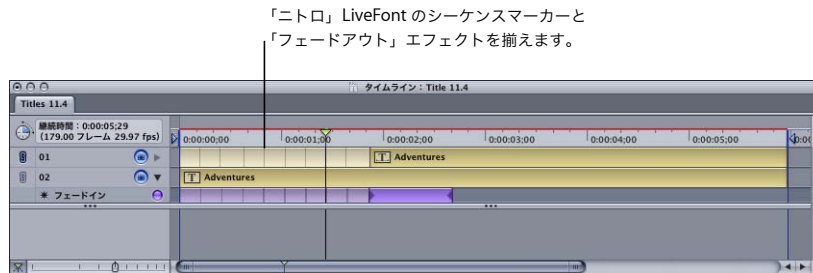 「ニトロ」LiveFont のシーケンスマーカーと
「フェードアウト」エフェクトを揃えます。
タイムライン：Title 11.4
Titles 11.4
継続時間：0:00:05;29
(179.00 フレーム 29.97 fps)
0:00:00;00 0:00:01;00 0:00:02;00 0:00:03;00 0:00:04;00 0:00:05;00 0:00
01 T Adventures
02 T Adventures
フェードイン